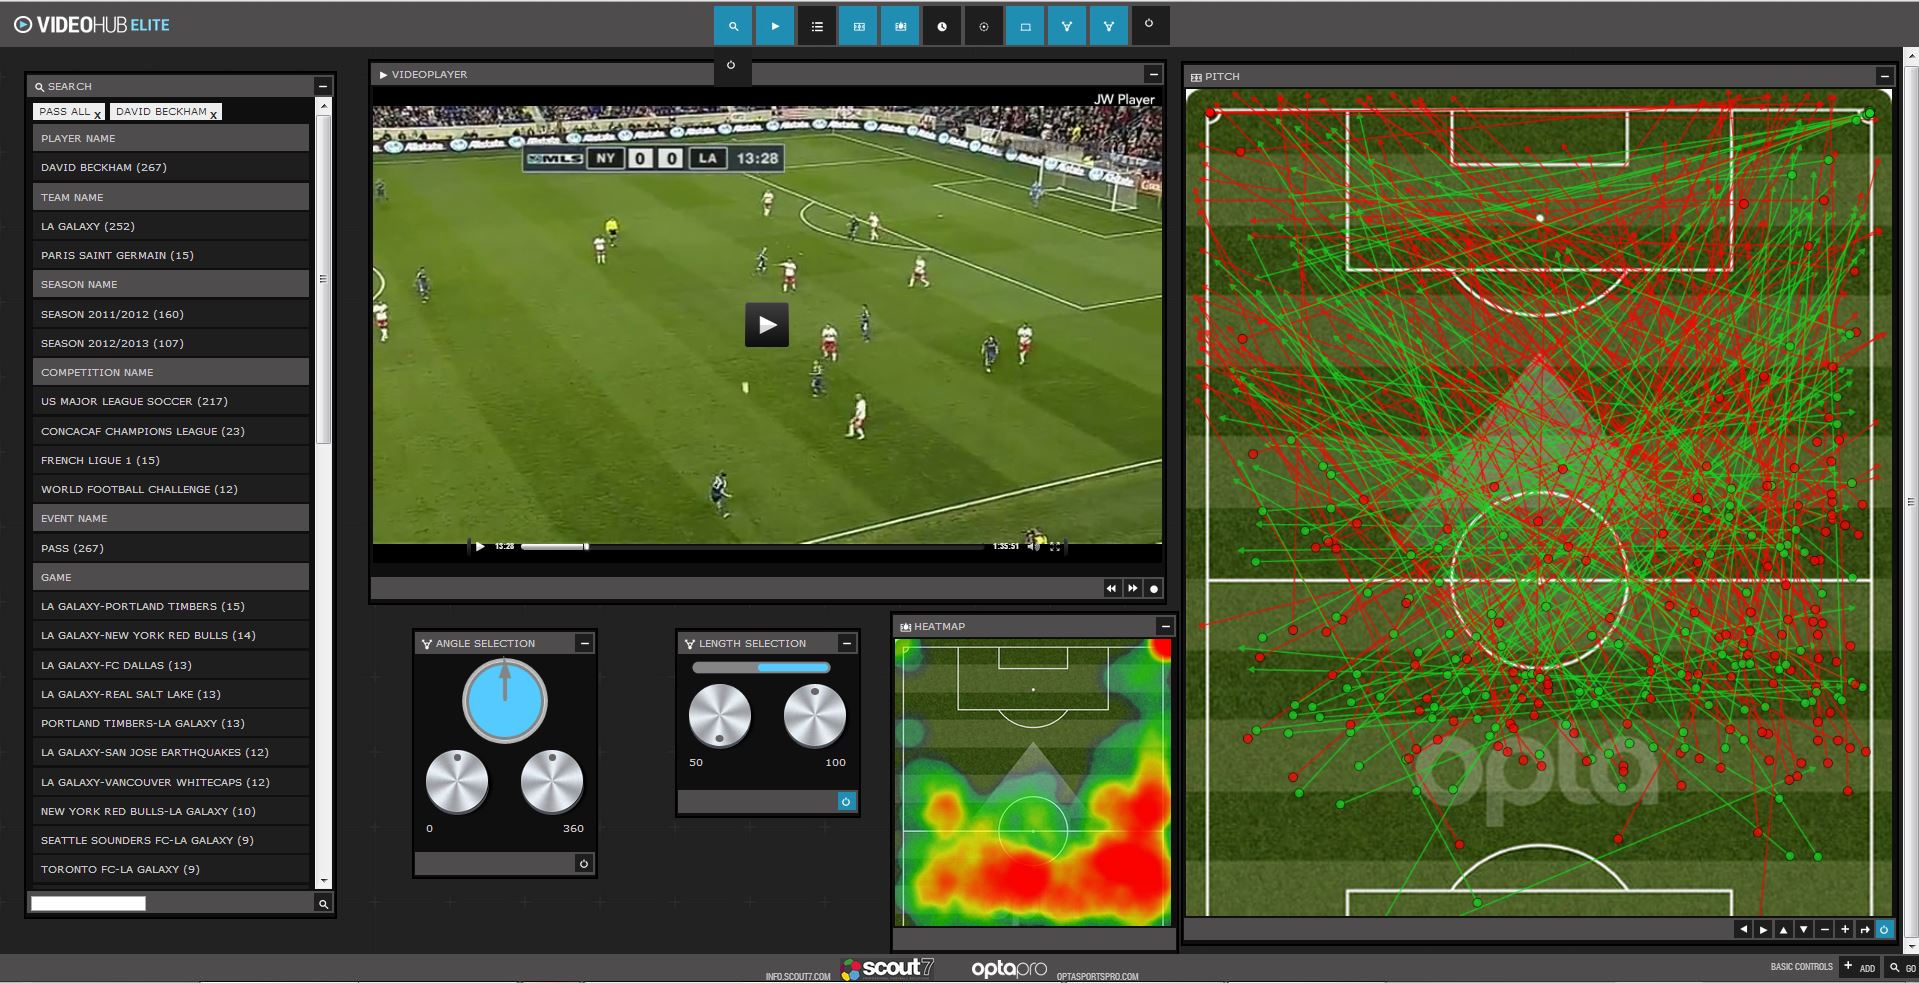 VIDEOHUB ELITE
SEARCH
PASS ALL x DAVID BECKHAM x
PLAYER NAME
DAVID BECKHAM (267)
TEAM NAME
LA GALAXY (252)
PARIS SAINT GERMAIN (15)
SEASON NAME
SEASON 2011/2012 (160)
SEASON 2012/2013 (107)
COMPETITION NAME
US MAJOR LEAGUE SOCCER (217)
CONCACAF CHAMPIONS LEAGUE (23)
FRENCH LIGUE 1 (15)
WORLD FOOTBALL CHALLENGE (12)
EVENT NAME
PASS (267)
GAME
LA GALAXY-PORTLAND TIMBERS (15)
LA GALAXY-NEW YORK RED BULLS (14)
LA GALAXY-FC DALLAS (13)
LA GALAXY-REAL SALT LAKE (13)
PORTLAND TIMBERS-LA GALAXY (13)
LA GALAXY-SAN JOSE EARTHQUAKES (12)
LA GALAXY-VANCOUVER WHITECAPS (12)
NEW YORK RED BULLS-LA GALAXY (10)
SEATTLE SOUNDERS FC-LA GALAXY (9)
TORONTO FC-LA GALAXY (9)
VIDEOPLAYER
JW Player
Allstate Allstate Allstate Allstate Allstate Allstate
MLS NY 0 0 LA 13:28
13:28 1:35:51
ANGLE SELECTION
0 360
LENGTH SELECTION
50 100
HEATMAP
PITCH
opta
INFO.SCOUT7.COM scout7 optapro OPTASPORTSPRO.COM
BASIC CONTROLS + ADD GO